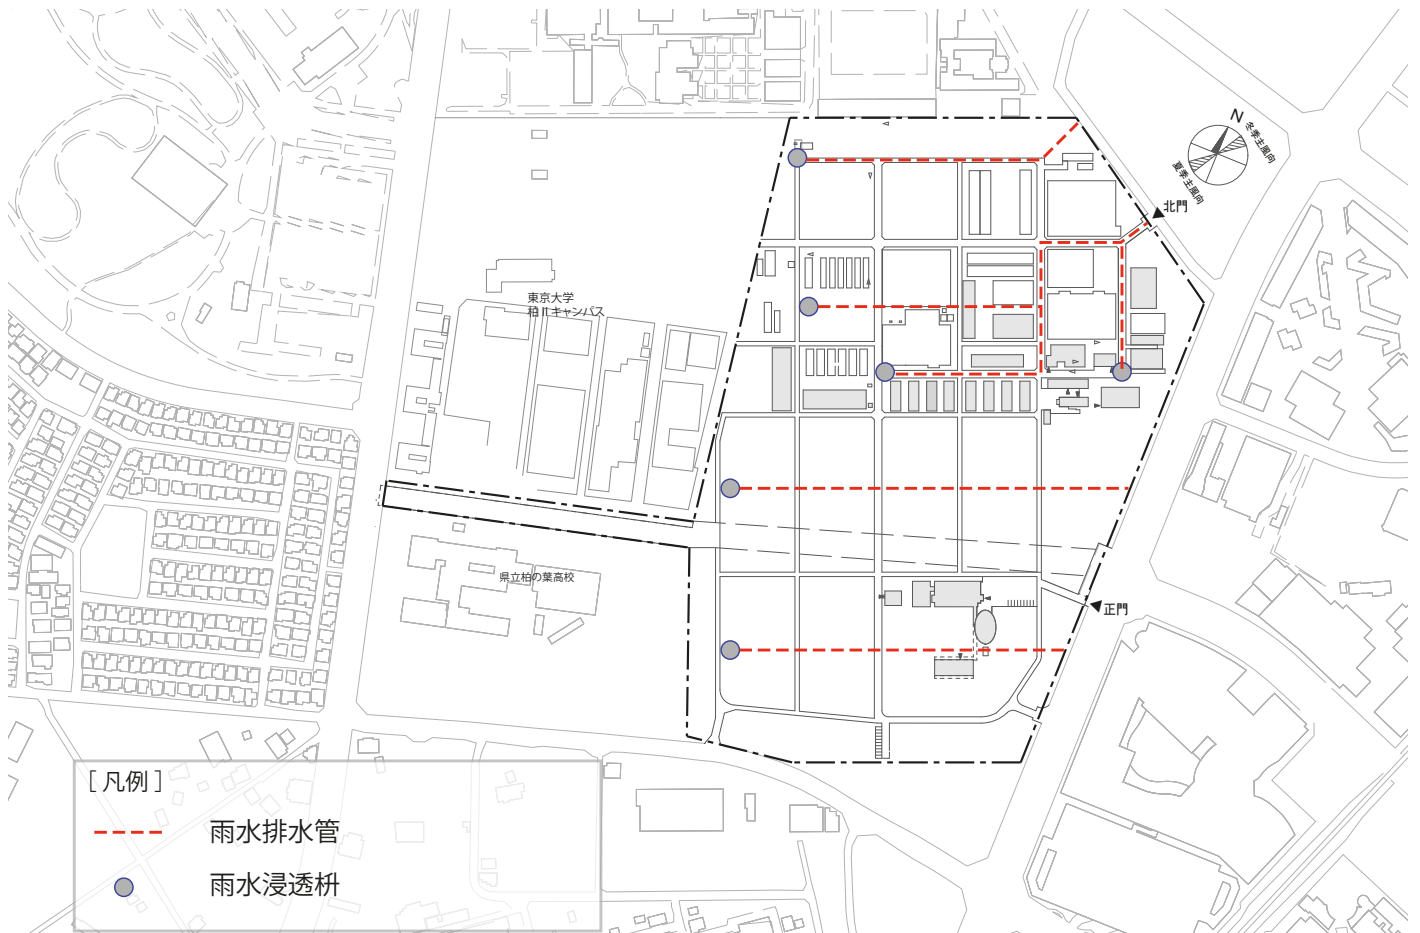 N
冬季主風向
夏季主風向
北門
東京大学
柏Ⅱキャンパス
県立柏の葉高校
正門
［凡例］
雨水排水管
雨水浸透枡